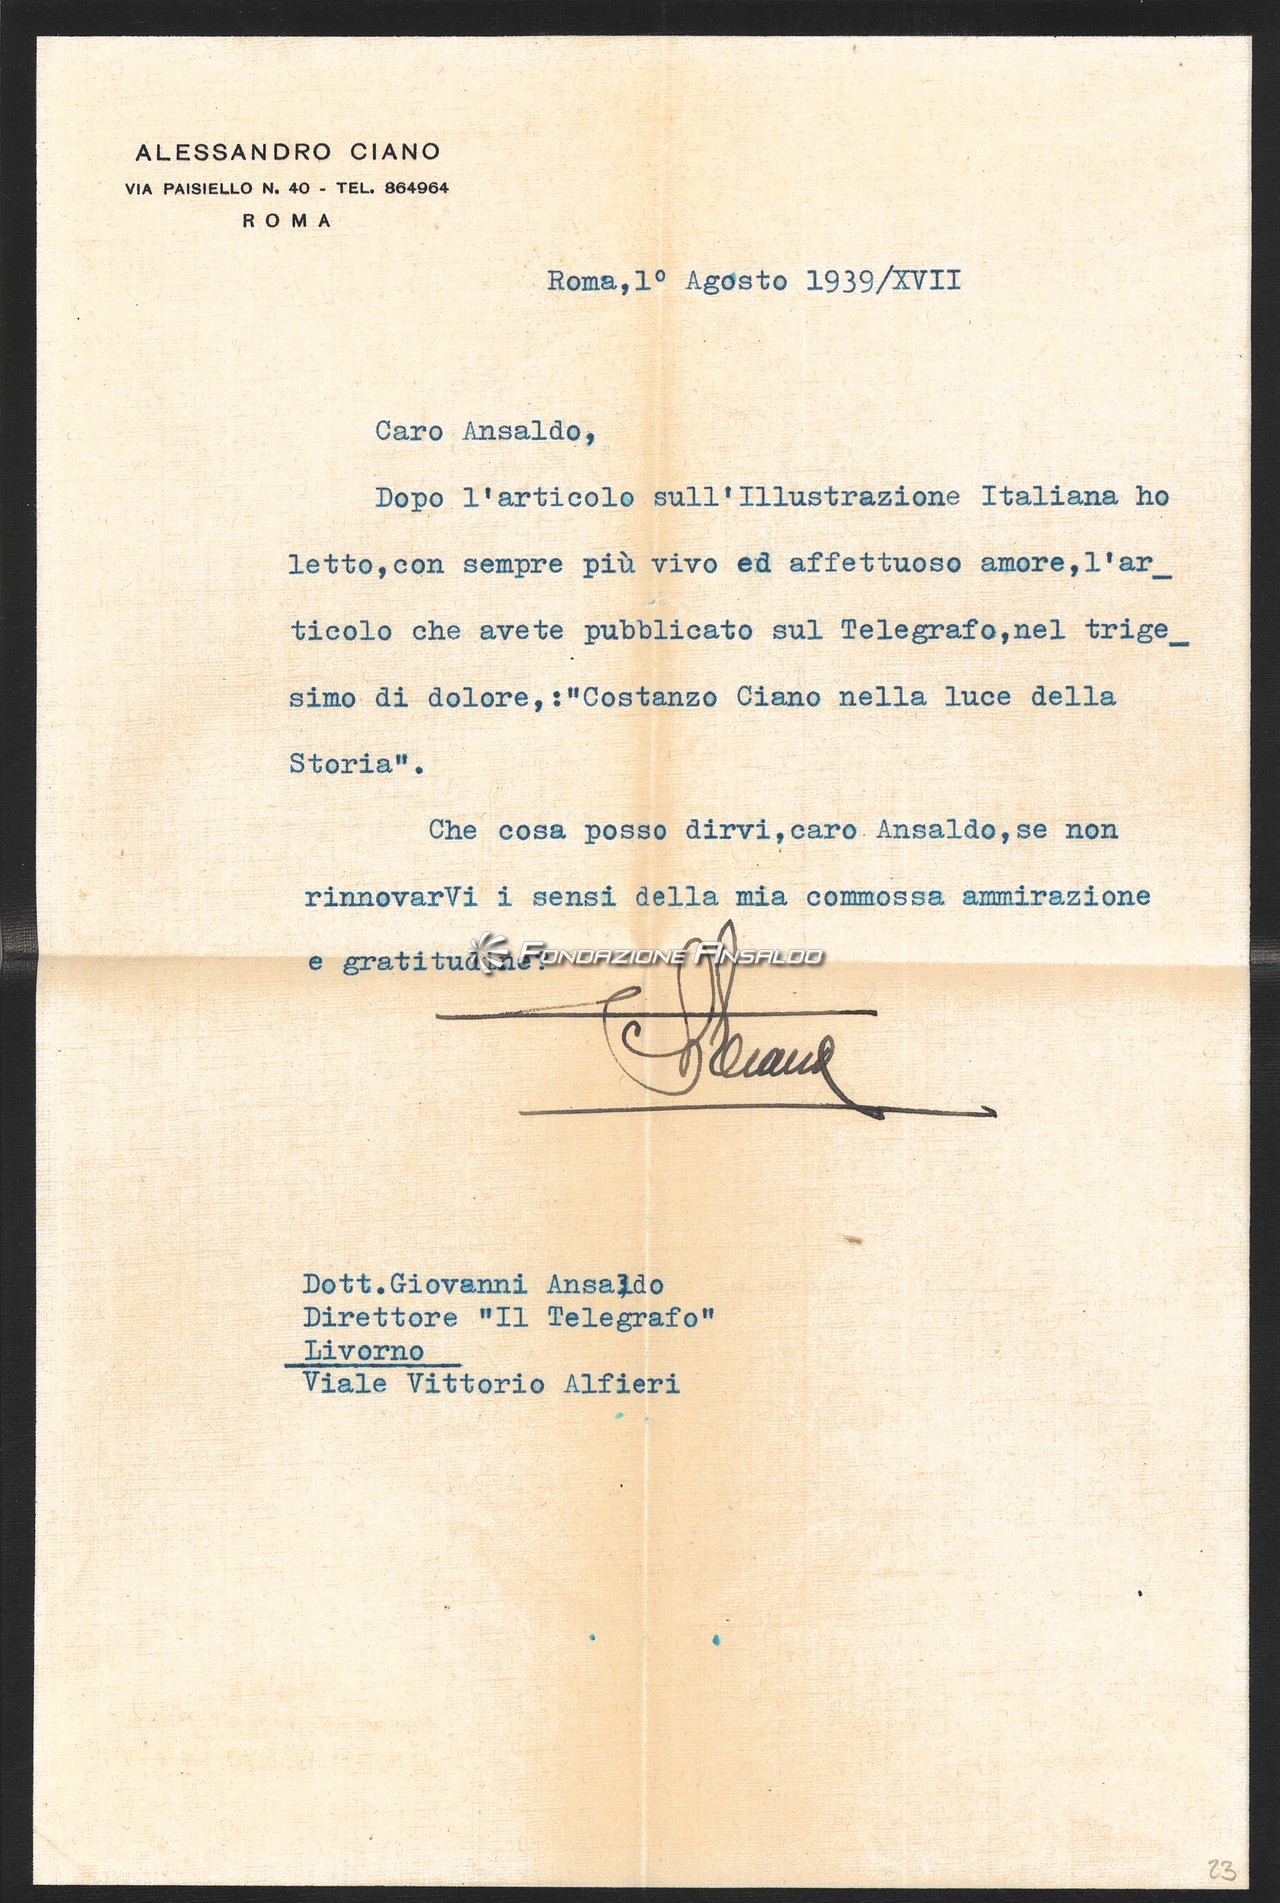 ALESSANDRO CIANO
VIA PAISIELLO N. 40 - TEL. 864964
ROMA
Roma,1° Agosto 1939/XVII
Caro Ansaldo,
Dopo l'articolo sull'Illustrazione Italiana ho
letto,con sempre più vivo ed affettuoso amore,l'ar_
ticolo che avete pubblicato sul Telegrafo,nel trige_
simo di dolore,:"Costanzo Ciano nella luce della
Storia".
Che cosa posso dirvi,caro Ansaldo,se non
rinnovarVi i sensi della mia commossa ammirazione
e gratitudine?
FONDAZIONE ANSALDO
Ciano
Dott.Giovanni Ansaldo
Direttore "Il Telegrafo"
Livorno
Viale Vittorio Alfieri
23